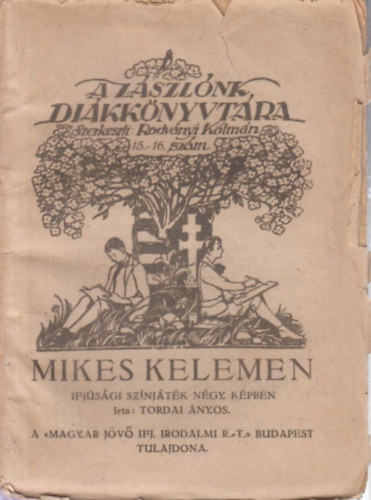 A ZÁSZLÓNK
DIÁKKÖNYVTÁRA
Szerkeszti: Radványi Kálmán
15.-16. szám.
MIKES KELEMEN
IFJÚSÁGI SZÍNJÁTÉK NÉGY KÉPBEN
Irta: TORDAI ÁNYOS.
A «MAGYAR JÖVŐ IFJ. IRODALMI R.-T.» BUDAPEST
TULAJDONA.